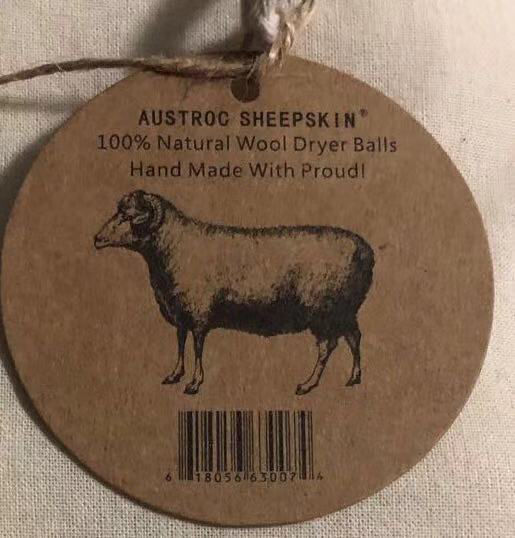 AUSTROC SHEEPSKIN®
100% Natural Wool Dryer Balls
Hand Made With Proud!
6 18056 63007 4